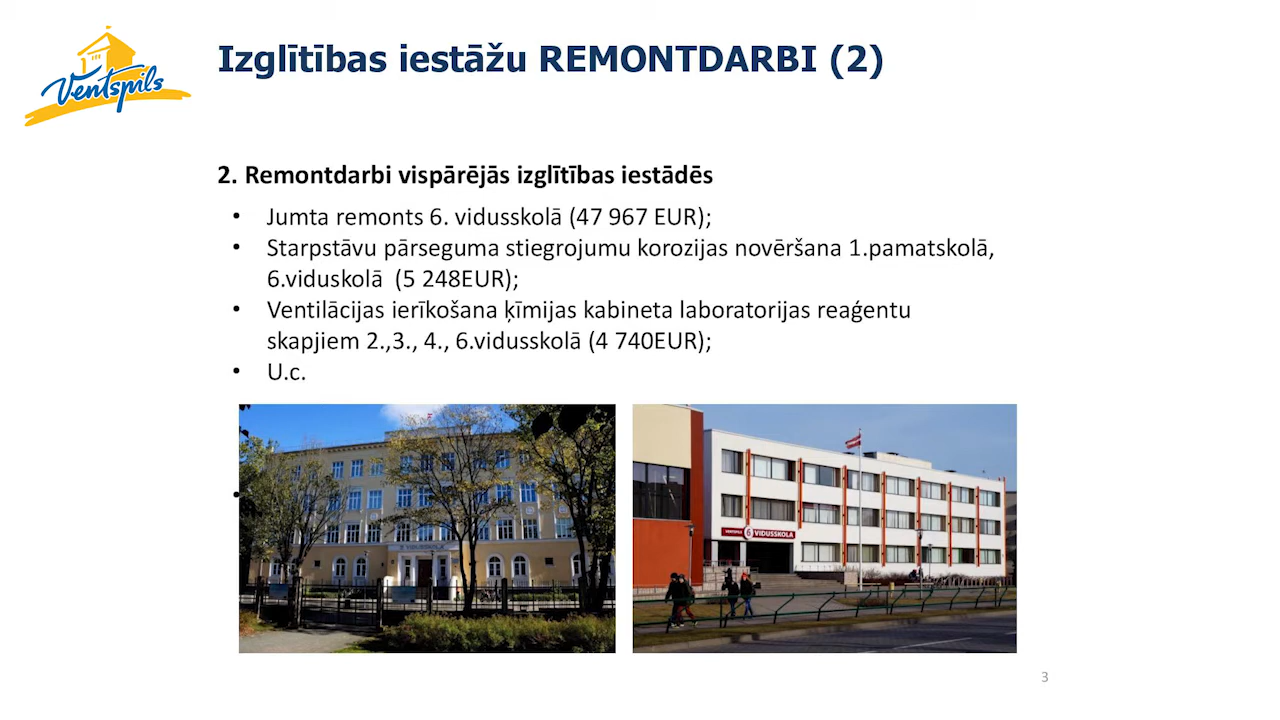 Ventspils
Izglītības iestāžu REMONTDARBI (2)
2. Remontdarbi vispārējās izglītības iestādēs
• Jumta remonts 6. vidusskolā (47 967 EUR);
• Starpstāvu pārseguma stiegrojumu korozijas novēršana 1.pamatskolā,
6.viduskolā (5 248EUR);
• Ventilācijas ierīkošana ķīmijas kabineta laboratorijas reaģentu
skapjiem 2.,3., 4., 6.vidusskolā (4 740EUR);
• U.c.
•
VENTSPILS 6 VIDUSSKOLA
3